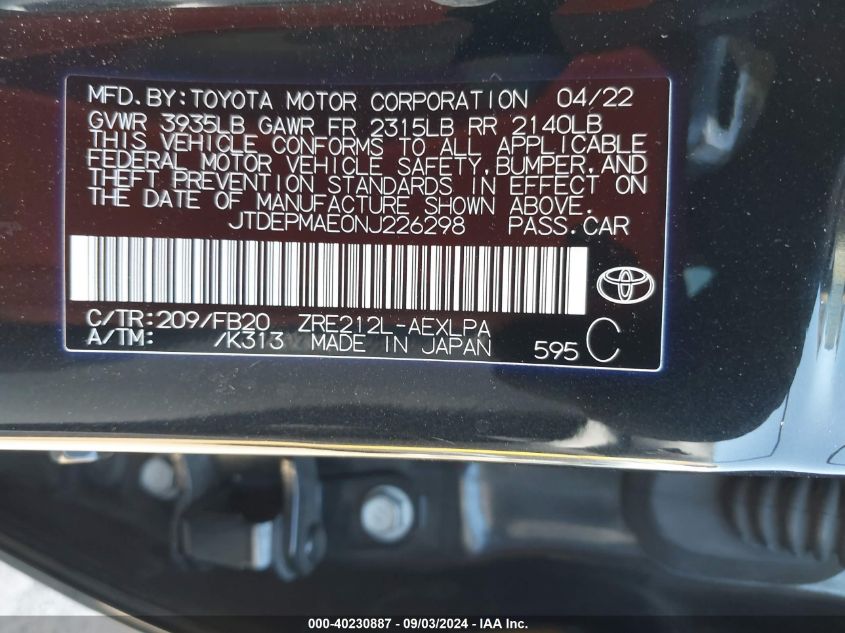 MFD. BY: TOYOTA MOTOR CORPORATION 04/22
GVWR 3935LB GAWR FR 2315LB RR 2140LB
THIS VEHICLE CONFORMS TO ALL APPLICABLE
FEDERAL MOTOR VEHICLE SAFETY, BUMPER, AND
THEFT PREVENTION STANDARDS IN EFFECT ON
THE DATE OF MANUFACTURE SHOWN ABOVE.
JTDEPMAE0NJ226298 PASS. CAR
C/TR: 209/FB20 ZRE212L-AEXLPA
A/TM: /K313 MADE IN JAPAN 595 C
000-40230887 - 09/03/2024 - IAA Inc.